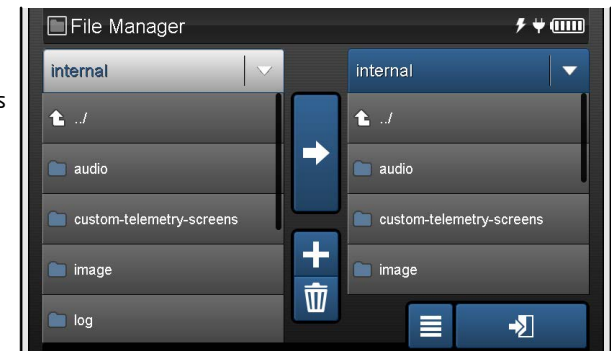 File Manager
internal
../
audio
custom-telemetry-screens
image
log
internal
../
audio
custom-telemetry-screens
image
s